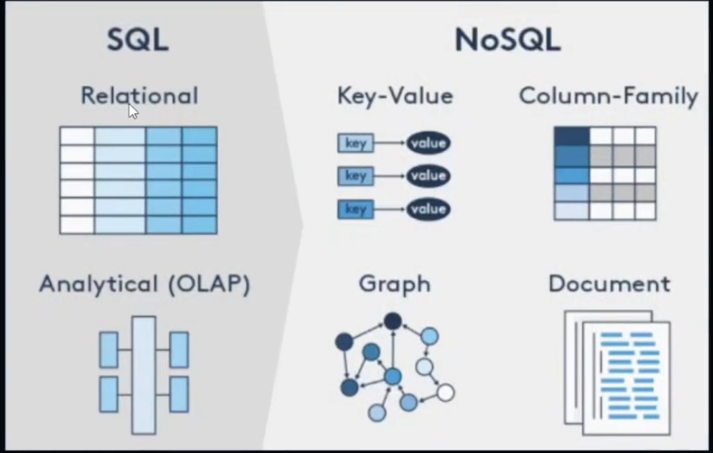 SQL
NoSQL
Relational
Key-Value
Column-Family
key
value
key
value
key
value
Analytical (OLAP)
Graph
Document